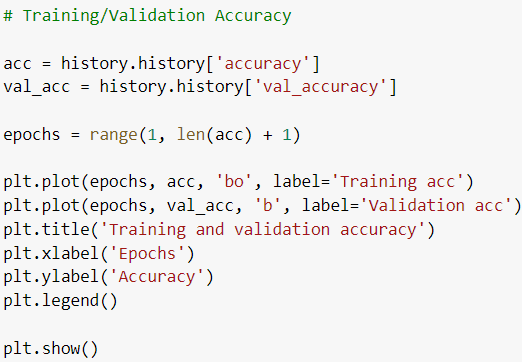 # Training/Validation Accuracy
acc = history.history['accuracy']
val_acc = history.history['val_accuracy']
epochs = range(1, len(acc) + 1)
plt.plot(epochs, acc, 'bo', label='Training acc')
plt.plot(epochs, val_acc, 'b', label='Validation acc')
plt.title('Training and validation accuracy')
plt.xlabel('Epochs')
plt.ylabel('Accuracy')
plt.legend()
plt.show()